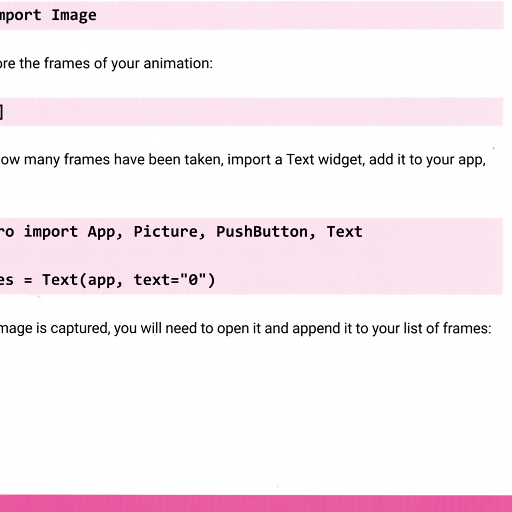 mport Image
ore the frames of your animation:
]
ow many frames have been taken, import a Text widget, add it to your app,
ro import App, Picture, PushButton, Text
es = Text(app, text="0")
mage is captured, you will need to open it and append it to your list of frames: